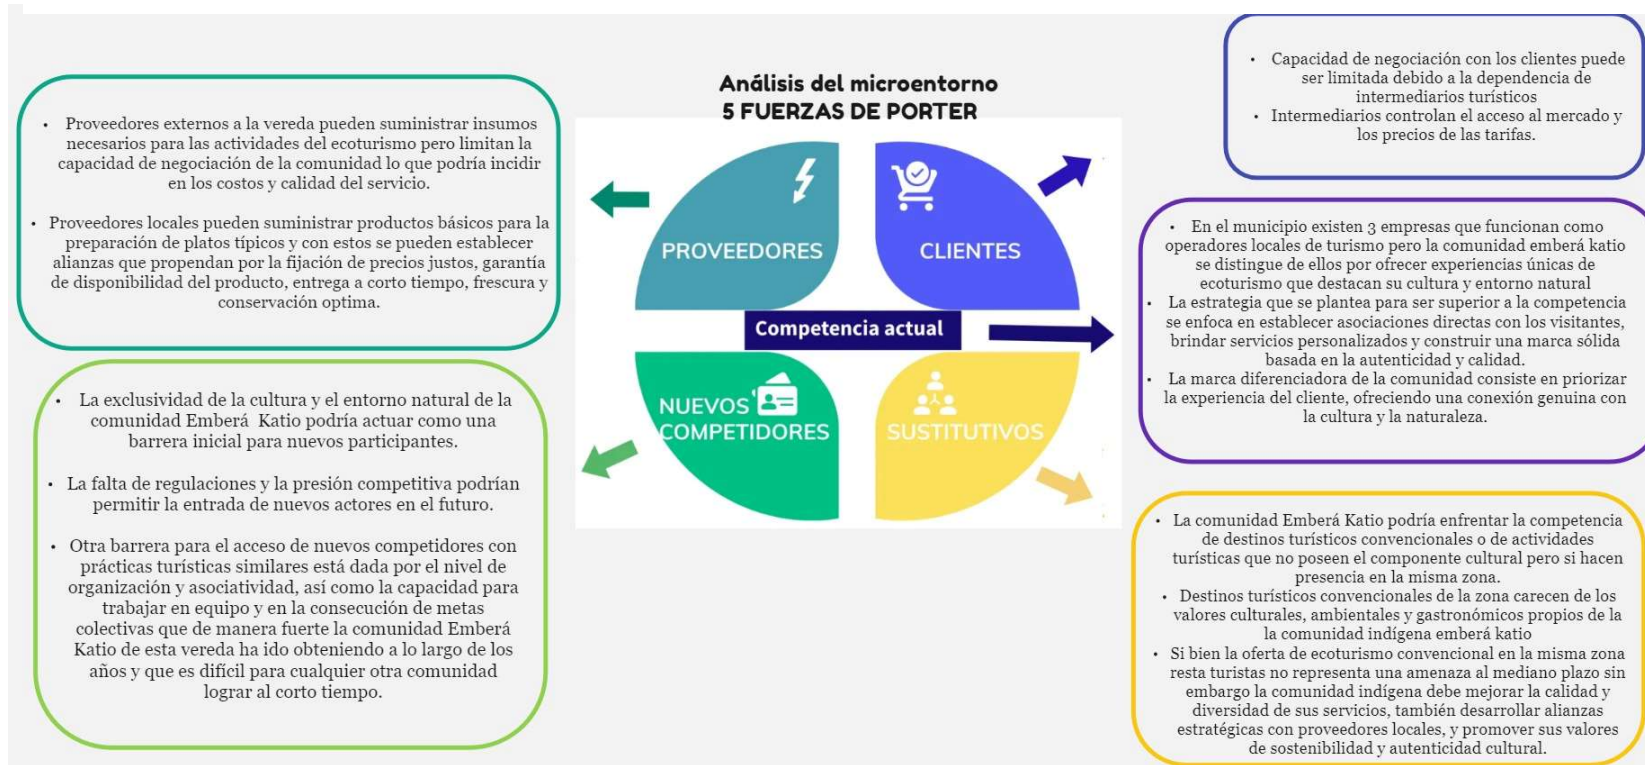 Análisis del microentorno
5 FUERZAS DE PORTER
• Proveedores externos a la vereda pueden suministrar insumos
necesarios para las actividades del ecoturismo pero limitan la
capacidad de negociación de la comunidad lo que podría incidir
en los costos y calidad del servicio.
• Proveedores locales pueden suministrar productos básicos para la
preparación de platos típicos y con estos se pueden establecer
alianzas que propendan por la fijación de precios justos, garantía
de disponibilidad del producto, entrega a corto tiempo, frescura y
conservación optima.
• La exclusividad de la cultura y el entorno natural de la
comunidad Emberá Katio podría actuar como una
barrera inicial para nuevos participantes.
• La falta de regulaciones y la presión competitiva podrían
permitir la entrada de nuevos actores en el futuro.
• Otra barrera para el acceso de nuevos competidores con
prácticas turísticas similares está dada por el nivel de
organización y asociatividad, así como la capacidad para
trabajar en equipo y en la consecución de metas
colectivas que de manera fuerte la comunidad Emberá
Katio de esta vereda ha ido obteniendo a lo largo de los
años y que es difícil para cualquier otra comunidad
lograr al corto tiempo.
PROVEEDORES
CLIENTES
Competencia actual
NUEVOS
COMPETIDORES
SUSTITUTIVOS
• Capacidad de negociación con los clientes puede
ser limitada debido a la dependencia de
intermediarios turísticos
• Intermediarios controlan el acceso al mercado y
los precios de las tarifas.
• En el municipio existen 3 empresas que funcionan como
operadores locales de turismo pero la comunidad emberá katio
se distingue de ellos por ofrecer experiencias únicas de
ecoturismo que destacan su cultura y entorno natural
• La estrategia que se plantea para ser superior a la competencia
se enfoca en establecer asociaciones directas con los visitantes,
brindar servicios personalizados y construir una marca sólida
basada en la autenticidad y calidad.
• La marca diferenciadora de la comunidad consiste en priorizar
la experiencia del cliente, ofreciendo una conexión genuina con
la cultura y la naturaleza.
• La comunidad Emberá Katio podría enfrentar la competencia
de destinos turísticos convencionales o de actividades
turísticas que no poseen el componente cultural pero si hacen
presencia en la misma zona.
• Destinos turísticos convencionales de la zona carecen de los
valores culturales, ambientales y gastronómicos propios de la
la comunidad indígena emberá katio
• Si bien la oferta de ecoturismo convencional en la misma zona
resta turistas no representa una amenaza al mediano plazo sin
embargo la comunidad indígena debe mejorar la calidad y
diversidad de sus servicios, también desarrollar alianzas
estratégicas con proveedores locales, y promover sus valores
de sostenibilidad y autenticidad cultural.